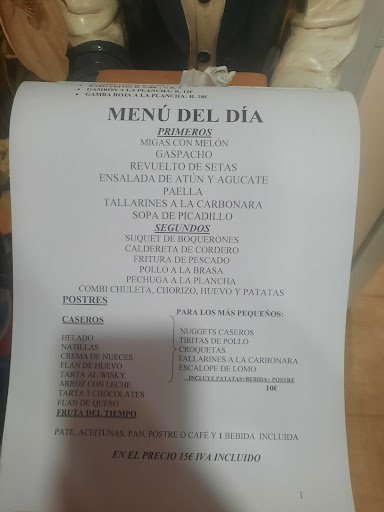 • GAMBÓN A LA PLANCHA: R. 12€
• GAMBA ROJA A LA PLANCHA: R. 18€
MENÚ DEL DÍA
PRIMEROS
MIGAS CON MELÓN
GASPACHO
REVUELTO DE SETAS
ENSALADA DE ATÚN Y AGUCATE
PAELLA
TALLARINES A LA CARBONARA
SOPA DE PICADILLO
SEGUNDOS
SUQUET DE BOQUERONES
CALDERETA DE CORDERO
FRITURA DE PESCADO
POLLO A LA BRASA
PECHUGA A LA PLANCHA
COMBI CHULETA, CHORIZO, HUEVO Y PATATAS
POSTRES
CASEROS
HELADO
NATILLAS
CREMA DE NUECES
FLAN DE HUEVO
TARTA AL WISKY
ARROZ CON LECHE
TARTA 3 CHOCOLATES
FLAN DE QUESO
FRUTA DEL TIEMPO
PARA LOS MÁS PEQUEÑOS:
NUGGETS CASEROS
TIRITAS DE POLLO
CROQUETAS
TALLARINES A LA CARBONARA
ESCALOPE DE LOMO
INCLUYE PATATAS+BEBIDA+ POSTRE
10€
PATE, ACEITUNAS, PAN, POSTRE O CAFÉ Y 1 BEBIDA INCLUIDA
EN EL PRECIO 15€ IVA INCLUIDO
1